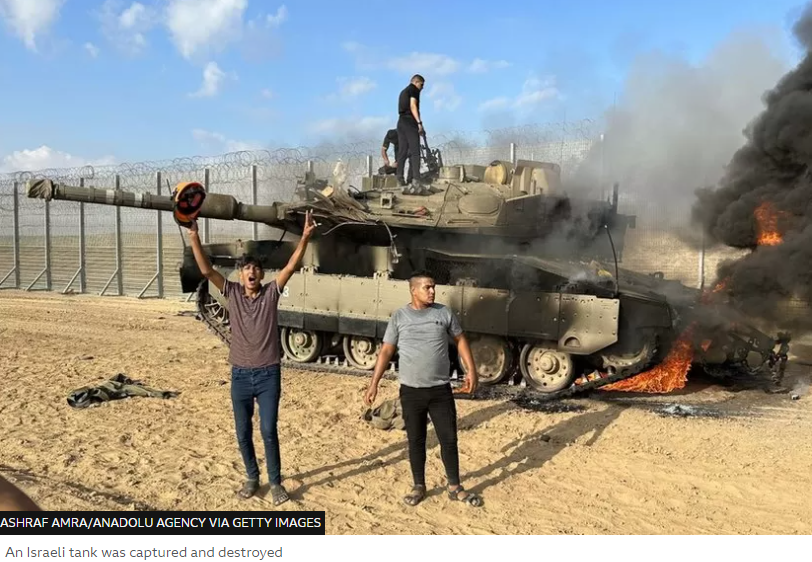 ASHRAF AMRA/ANADOLU AGENCY VIA GETTY IMAGES
An Israeli tank was captured and destroyed